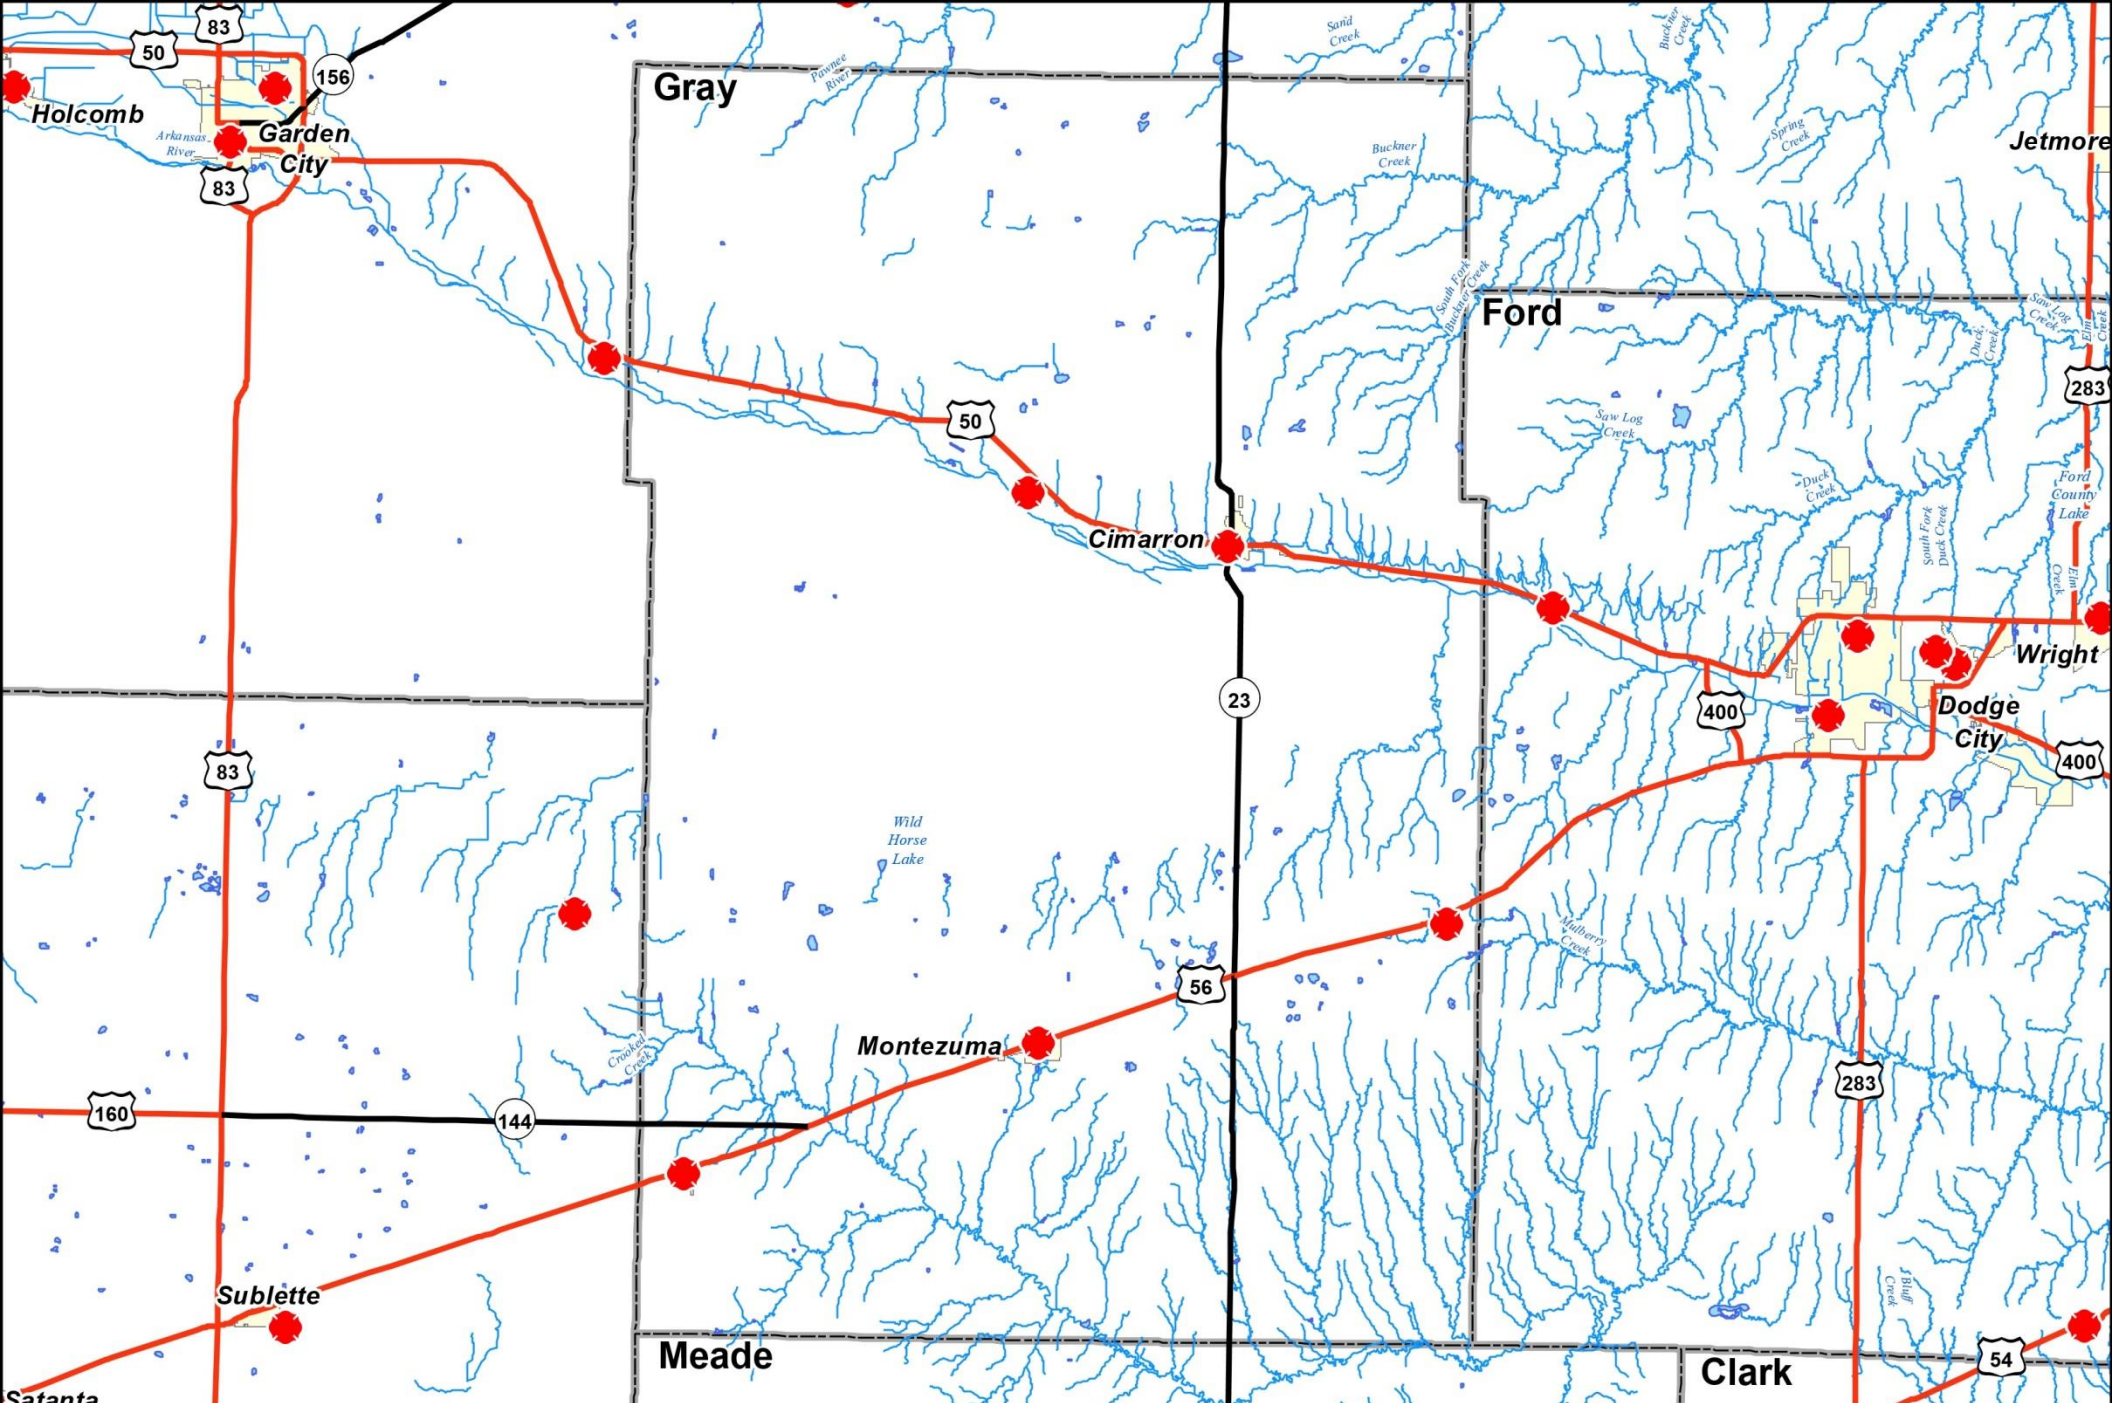 83
50
156
Holcomb
Arkansas
River
Garden
City
83
Gray
Pawnee
River
Sand
Creek
Buckner
Creek
Buckner
Creek
Spring
Creek
Jetmore
South Fork
Buckner Creek
Ford
Saw Log
Creek
Elm
Creek
Duck
Creek
283
50
Saw Log
Creek
Duck
Creek
South Fork
Duck Creek
Ford
County
Lake
Elm
Creek
Cimarron
Wright
23
400
Dodge
City
400
83
Wild
Horse
Lake
Mulberry
Creek
56
Montezuma
Crooked
Creek
283
160
144
Sublette
Bluff
Creek
Meade
Clark
54
Satanta